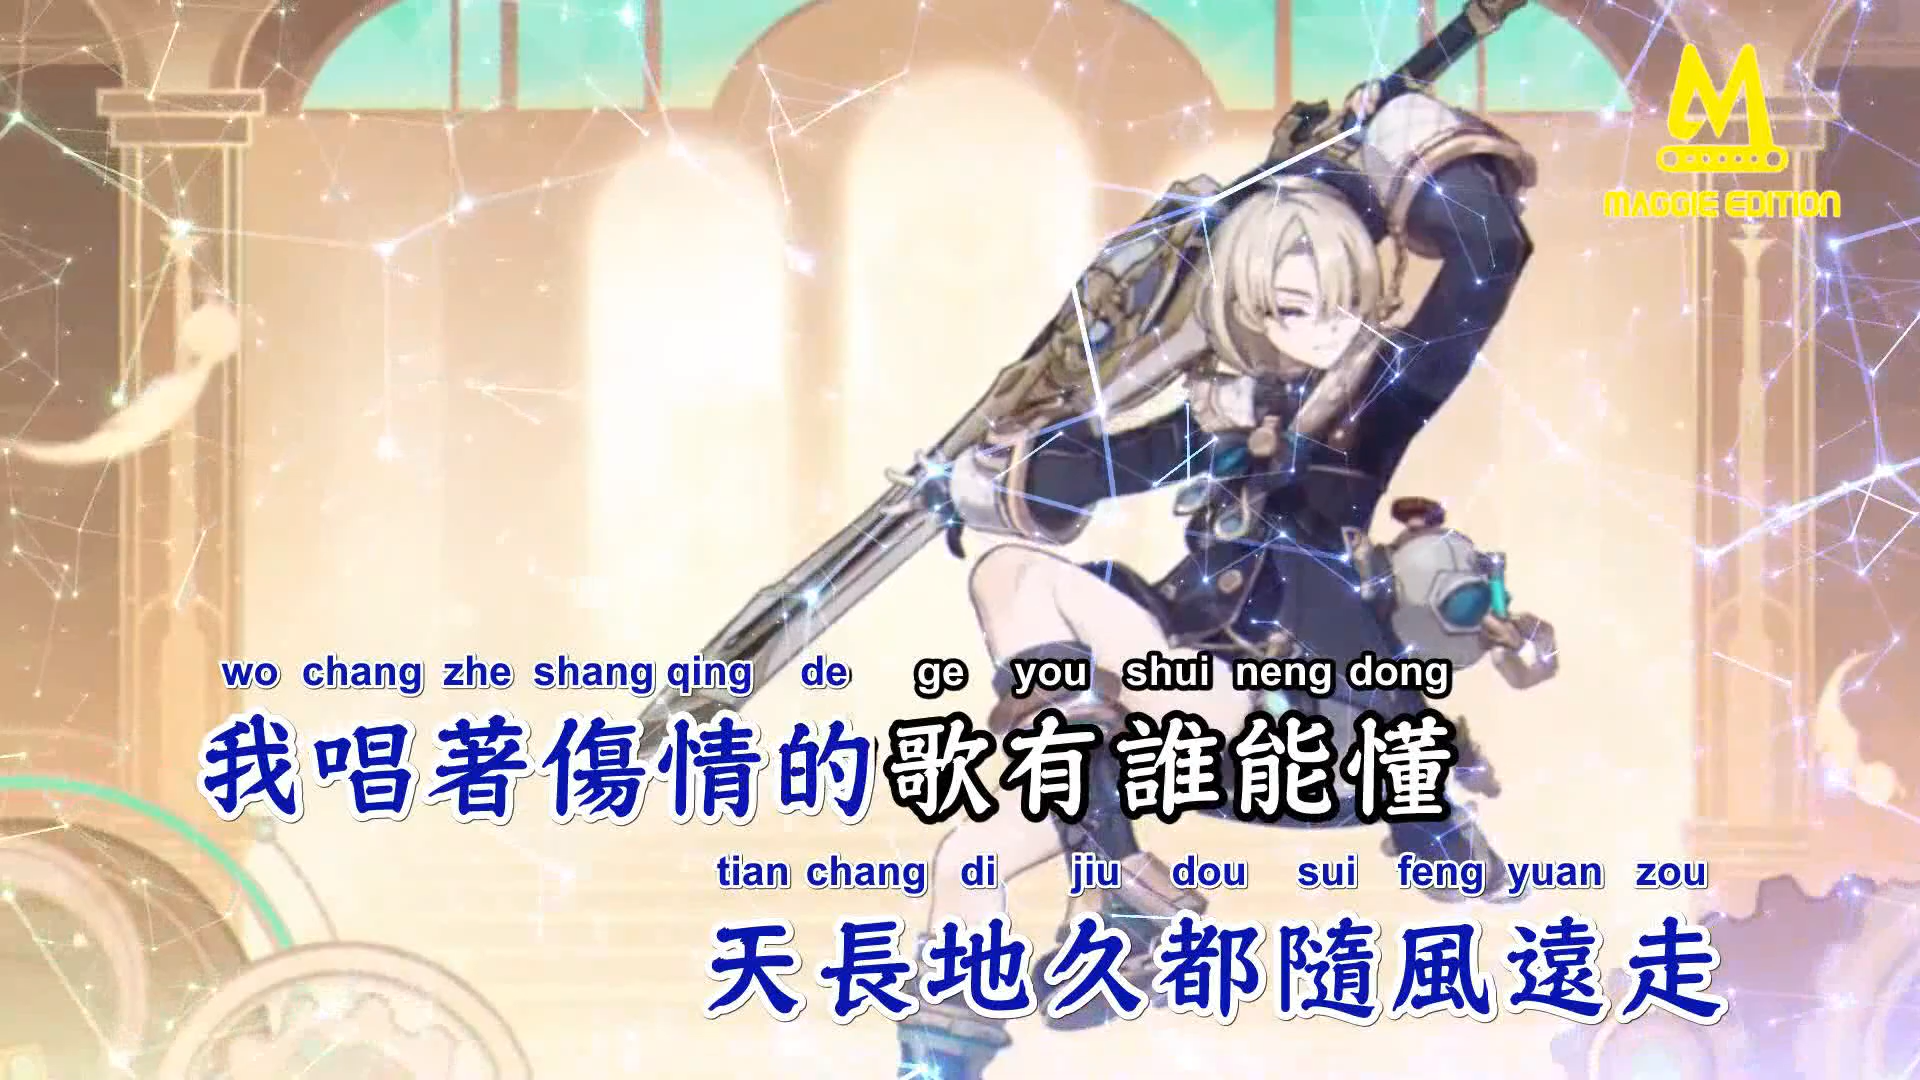 MAGGIE EDITION
wo chang zhe shang qing de ge you shui neng dong
我唱著傷情的歌有誰能懂
tian chang di jiu dou sui feng yuan zou
天長地久都隨風遠走